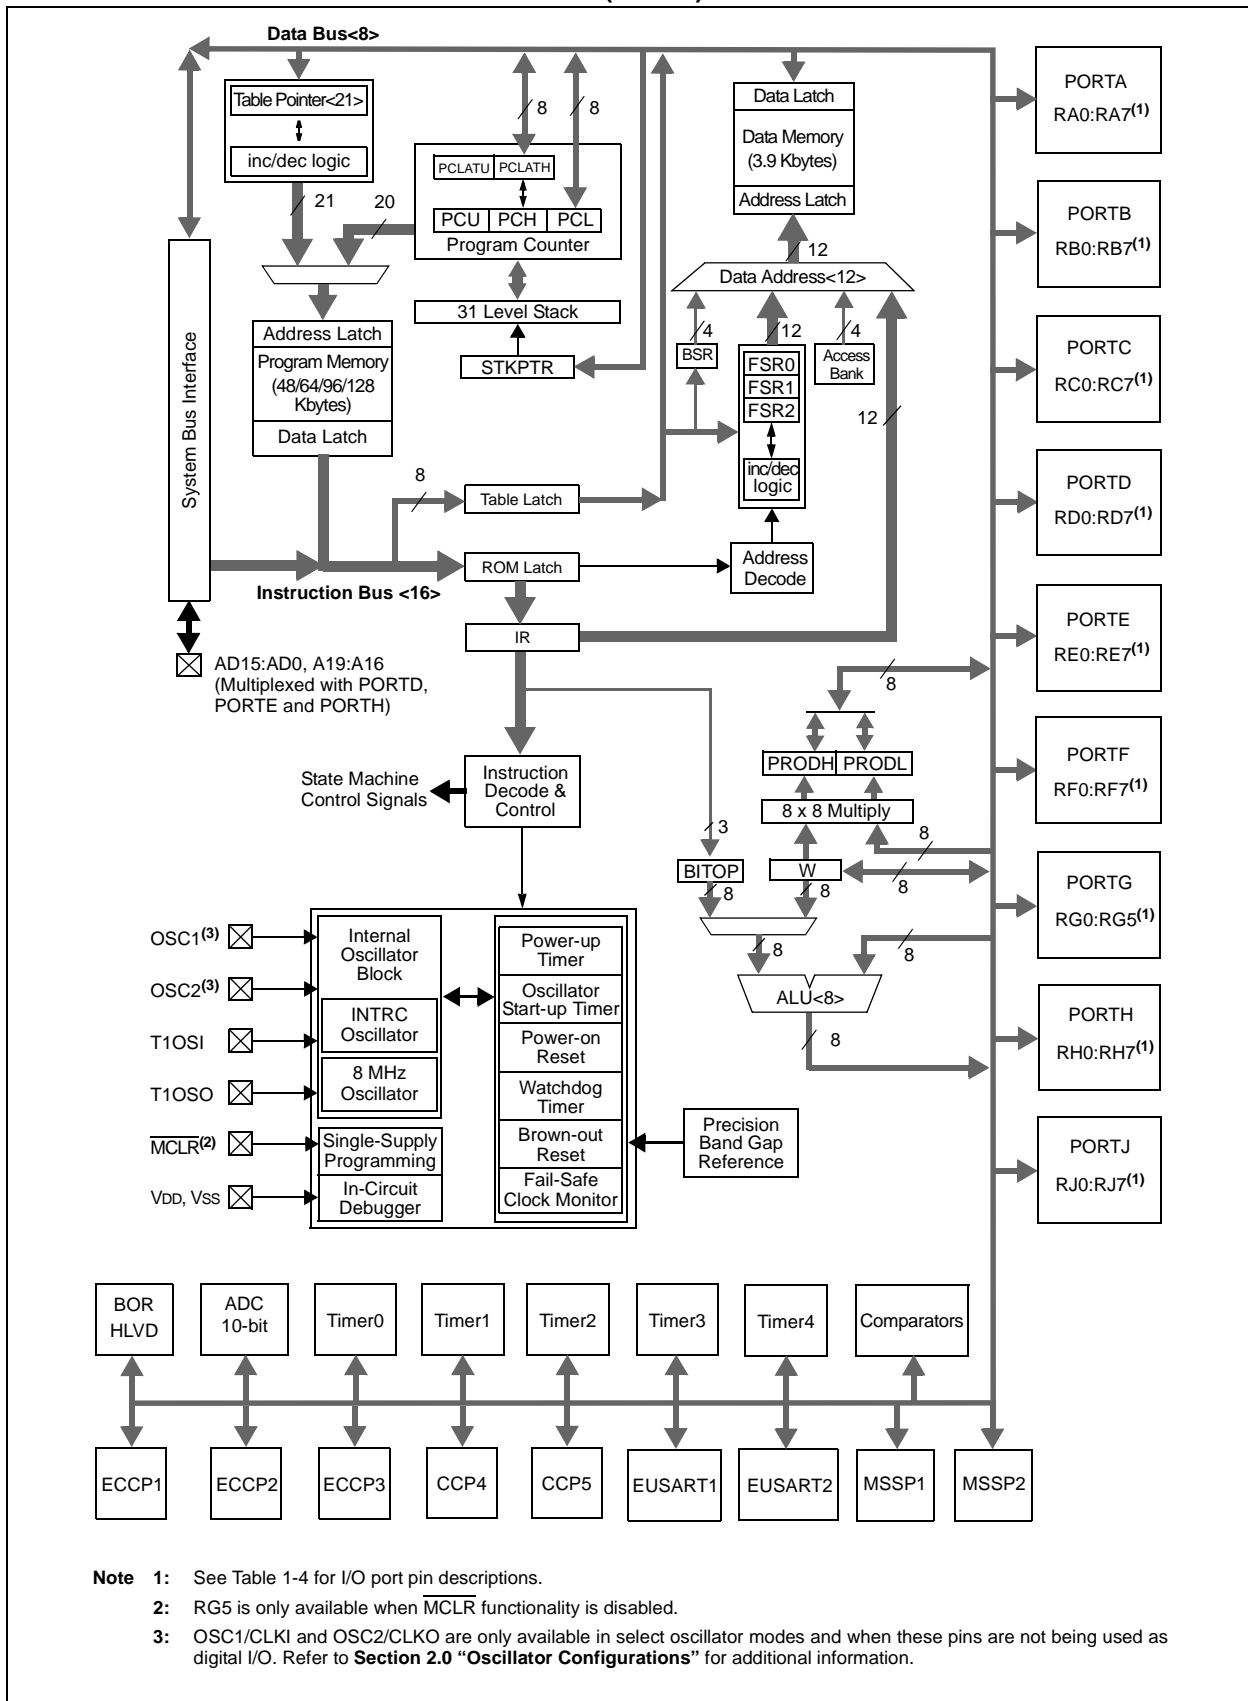 Data Bus<8>
Table Pointer<21>
inc/dec logic
21
20
8
8
PCLATU
PCLATH
PCU
PCH
PCL
Program Counter
31 Level Stack
STKPTR
Data Latch
Data Memory
(3.9 Kbytes)
Address Latch
12
Data Address<12>
4
12
4
BSR
FSR0
FSR1
FSR2
inc/dec
logic
Access
Bank
12
System Bus Interface
Address Latch
Program Memory
(48/64/96/128
Kbytes)
Data Latch
8
Table Latch
ROM Latch
Address
Decode
Instruction Bus <16>
IR
AD15:AD0, A19:A16
(Multiplexed with PORTD,
PORTE and PORTH)
State Machine
Control Signals
Instruction
Decode &
Control
8
PRODH
PRODL
8 x 8 Multiply
3
8
BITOP
W
8
8
8
8
8
ALU<8>
8
OSC1(3)
OSC2(3)
T1OSI
T1OSO
MCLR(2)
VDD, VSS
Internal
Oscillator
Block
INTRC
Oscillator
8 MHz
Oscillator
Single-Supply
Programming
In-Circuit
Debugger
Power-up
Timer
Oscillator
Start-up Timer
Power-on
Reset
Watchdog
Timer
Brown-out
Reset
Fail-Safe
Clock Monitor
Precision
Band Gap
Reference
PORTA
RA0:RA7(1)
PORTB
RB0:RB7(1)
PORTC
RC0:RC7(1)
PORTD
RD0:RD7(1)
PORTE
RE0:RE7(1)
PORTF
RF0:RF7(1)
PORTG
RG0:RG5(1)
PORTH
RH0:RH7(1)
PORTJ
RJ0:RJ7(1)
BOR
HLVD
ADC
10-bit
Timer0
Timer1
Timer2
Timer3
Timer4
Comparators
ECCP1
ECCP2
ECCP3
CCP4
CCP5
EUSART1
EUSART2
MSSP1
MSSP2
Note 1: See Table 1-4 for I/O port pin descriptions.
2: RG5 is only available when MCLR functionality is disabled.
3: OSC1/CLKI and OSC2/CLKO are only available in select oscillator modes and when these pins are not being used as
digital I/O. Refer to Section 2.0 “Oscillator Configurations” for additional information.